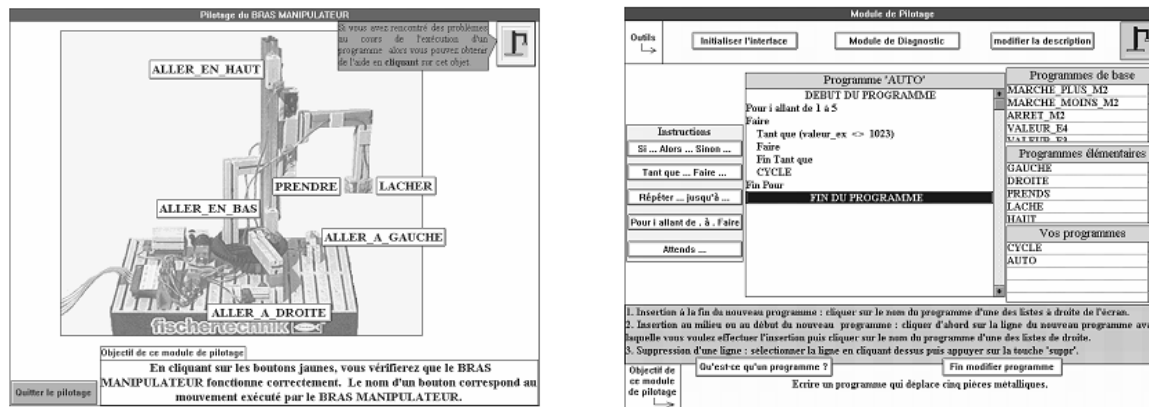 Pilotage du BRAS MANIPULATEUR
Si vous avez rencontré des problèmes
au cours de l'exécution d'un
programme alors vous pouvez obtenir
de l'aide en cliquant sur cet objet.
ALLER_EN_HAUT
PRENDRE
LACHER
ALLER_EN_BAS
ALLER_A_GAUCHE
ALLER_A_DROITE
fischertechnik
Objectif de ce module de pilotage
En cliquant sur les boutons jaunes, vous vérifierez que le BRAS
MANIPULATEUR fonctionne correctement. Le nom d'un bouton correspond au
mouvement exécuté par le BRAS MANIPULATEUR.
Quitter le pilotage
Module de Pilotage
Outils
Initialiser l'interface
Module de Diagnostic
modifier la description
Programme 'AUTO'
DEBUT DU PROGRAMME
Pour i allant de 1 à 5
Faire
Tant que (valeur_ex <> 1023)
Faire
Fin Tant que
CYCLE
Fin Pour
FIN DU PROGRAMME
Instructions
Si ... Alors ... Sinon ...
Tant que ... Faire ...
Répéter ... jusqu'à ...
Pour i allant de . à . Faire
Attends ...
Programmes de base
MARCHE_PLUS_M2
MARCHE_MOINS_M2
ARRET_M2
VALEUR_E4
VALEUR_E3
Programmes élémentaires
GAUCHE
DROITE
PRENDS
LACHE
HAUT
Vos programmes
CYCLE
AUTO
1. Insertion à la fin du nouveau programme : cliquer sur le nom du programme d'une des listes à droite de l'écran.
2. Insertion au milieu ou au début du nouveau programme : cliquer d'abord sur la ligne du nouveau programme ava
laquelle vous voulez effectuer l'insertion puis cliquer sur le nom du programme d'une des listes de droite.
3. Suppression d'une ligne : selectionner la ligne en cliquant dessus puis appuyer sur la touche 'suppr'.
Objectif de
ce module
de pilotage
Qu'est-ce qu'un programme ?
Fin modifier programme
Ecrire un programme qui déplace cinq pièces métalliques.